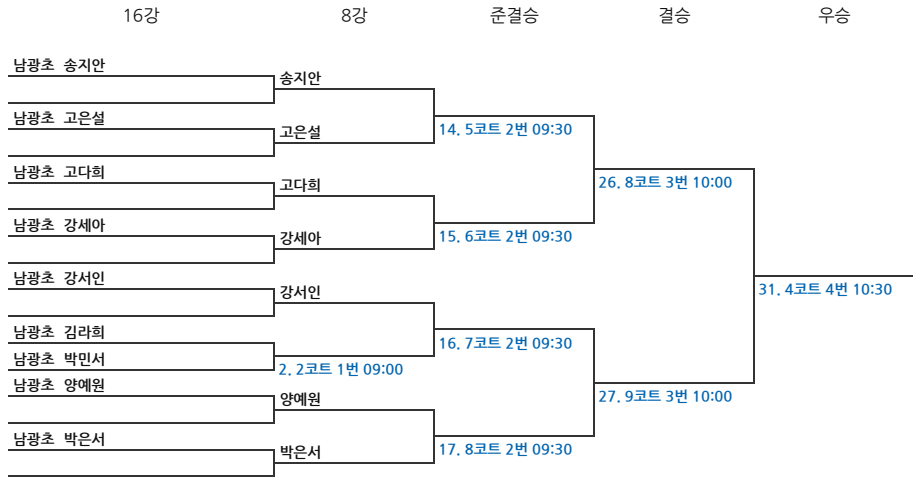 16강 8강 준결승 결승 우승
남광초 송지안
송지안
남광초 고은설
고은설
14. 5코트 2번 09:30
남광초 고다희
고다희
26. 8코트 3번 10:00
남광초 강세아
강세아
15. 6코트 2번 09:30
남광초 강서인
강서인
31. 4코트 4번 10:30
남광초 김라희
16. 7코트 2번 09:30
남광초 박민서
2. 2코트 1번 09:00
남광초 양예원
양예원
27. 9코트 3번 10:00
남광초 박은서
박은서
17. 8코트 2번 09:30